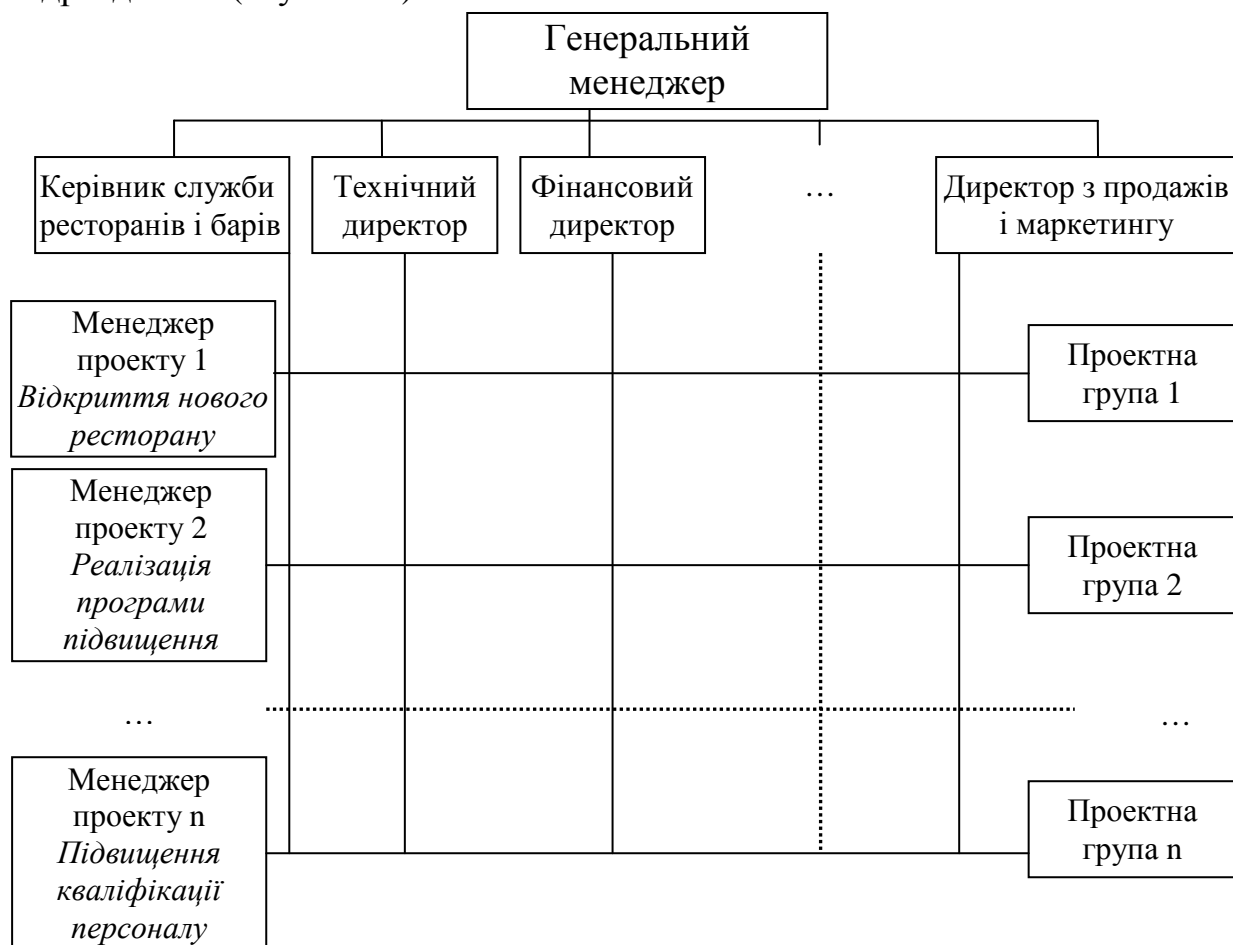 Генеральний
менеджер
Керівник служби
ресторанів і барів
Технічний
директор
Фінансовий
директор
…
Директор з продажів
і маркетингу
Менеджер
проекту 1
Відкриття нового
ресторану
Проектна
група 1
Менеджер
проекту 2
Реалізація
програми
підвищення
Проектна
група 2
…
…
Менеджер
проекту n
Підвищення
кваліфікації
персоналу
Проектна
група n